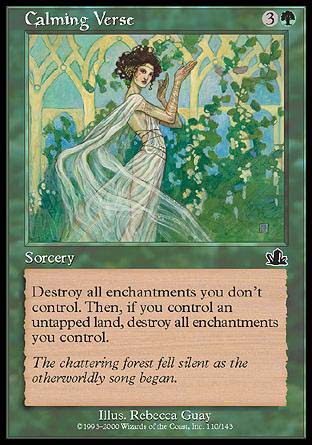 Calming Verse 3
Sorcery
Destroy all enchantments you don't
control. Then, if you control an
untapped land, destroy all enchantments
you control.
The chattering forest fell silent as the
otherworldly song began.
Illus. Rebecca Guay
©1993-2000 Wizards of the Coast, Inc. 110/143